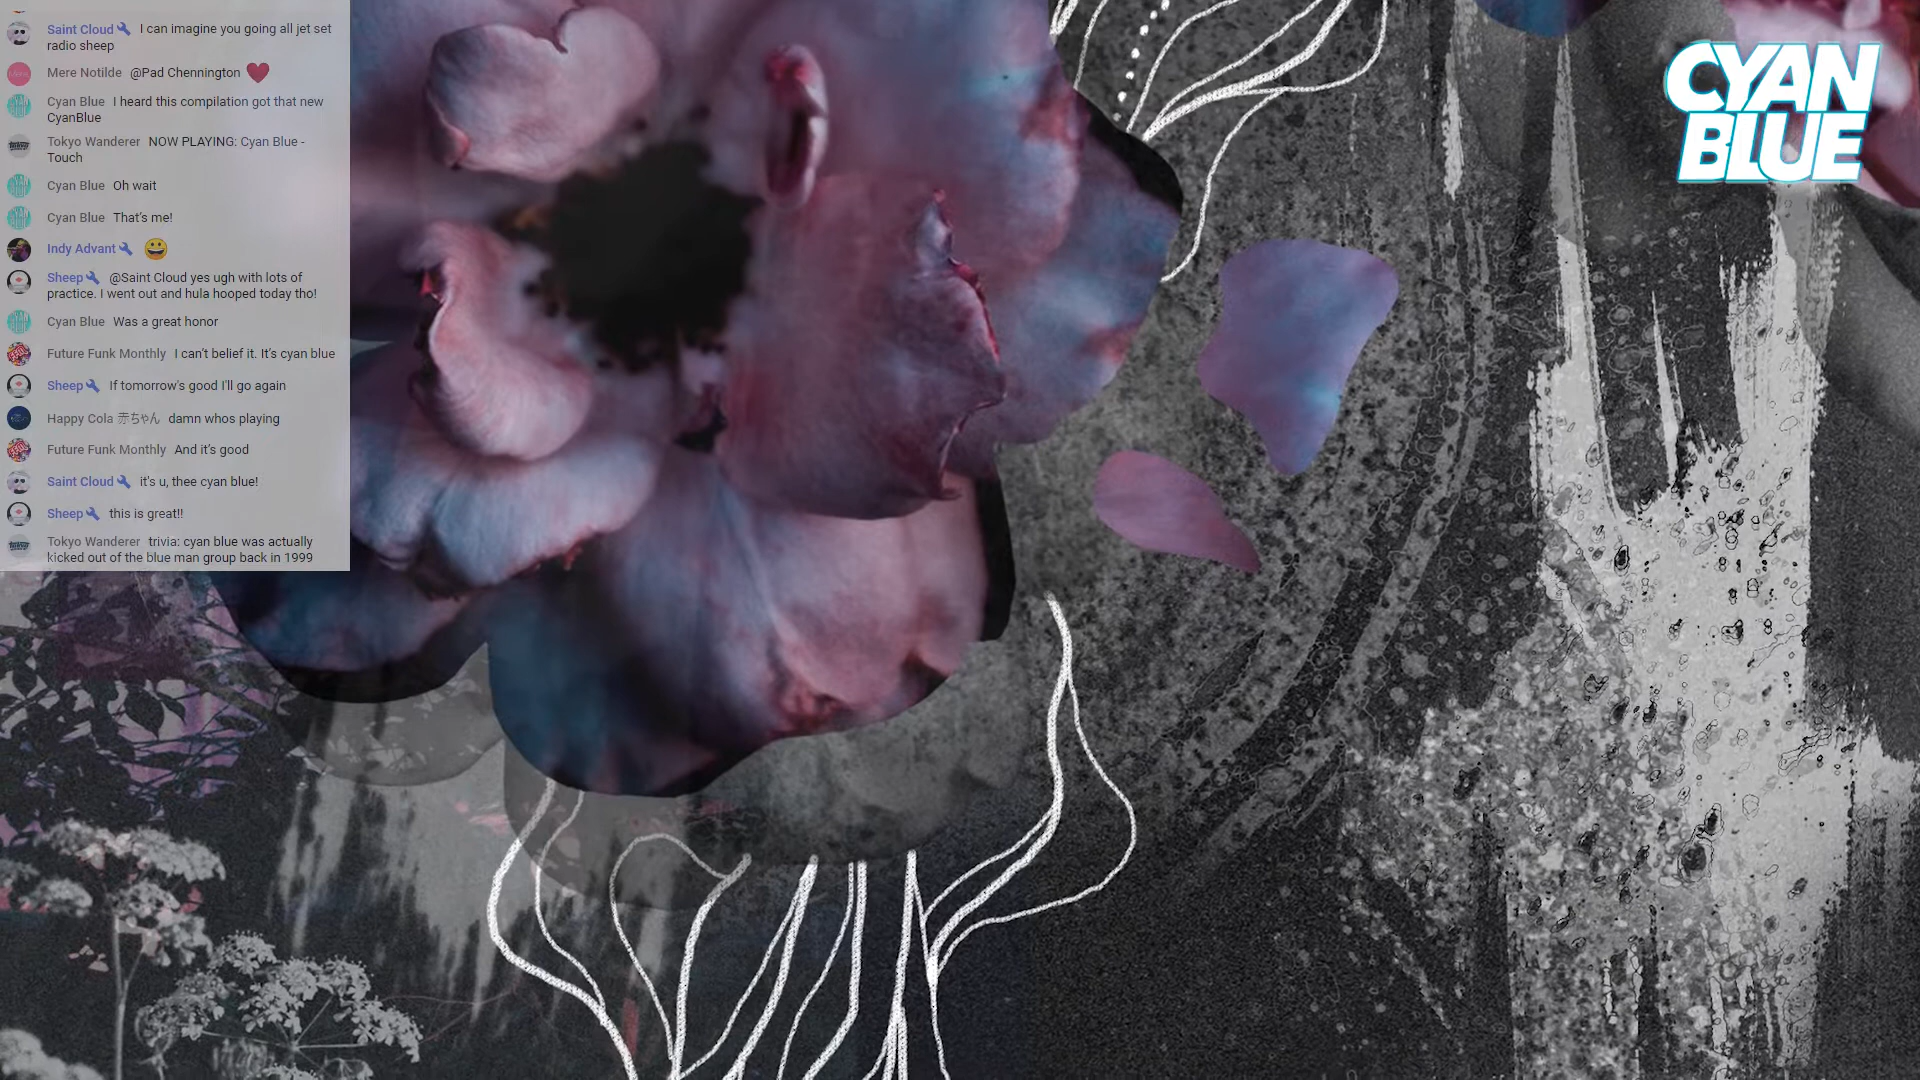 Saint Cloud I can imagine you going all jet set
radio sheep
Mere Notilde @Pad Chennington
Cyan Blue I heard this compilation got that new
CyanBlue
Tokyo Wanderer NOW PLAYING: Cyan Blue -
Touch
Cyan Blue Oh wait
Cyan Blue That's me!
Indy Advant
Sheep @Saint Cloud yes ugh with lots of
practice. I went out and hula hooped today tho!
Cyan Blue Was a great honor
Future Funk Monthly I can't belief it. It's cyan blue
Sheep If tomorrow's good I'll go again
Happy Cola 赤ちゃん damn whos playing
Future Funk Monthly And it's good
Saint Cloud it's u, thee cyan blue!
Sheep this is great!!
Tokyo Wanderer trivia: cyan blue was actually
kicked out of the blue man group back in 1999
CYAN
BLUE